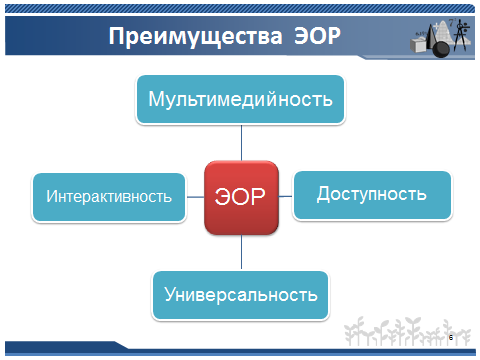 Преимущества ЭОР
Мультимедийность
Интерактивность
ЭОР
Доступность
Универсальность
6